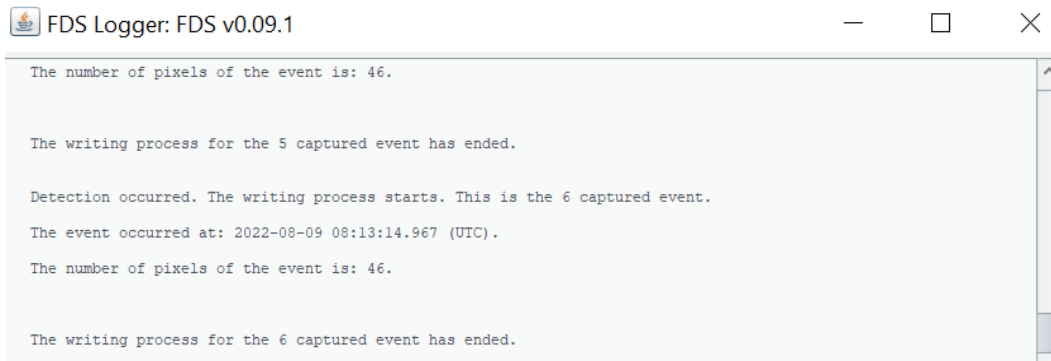 FDS Logger: FDS v0.09.1
The number of pixels of the event is: 46.
The writing process for the 5 captured event has ended.
Detection occurred. The writing process starts. This is the 6 captured event.
The event occurred at: 2022-08-09 08:13:14.967 (UTC).
The number of pixels of the event is: 46.
The writing process for the 6 captured event has ended.